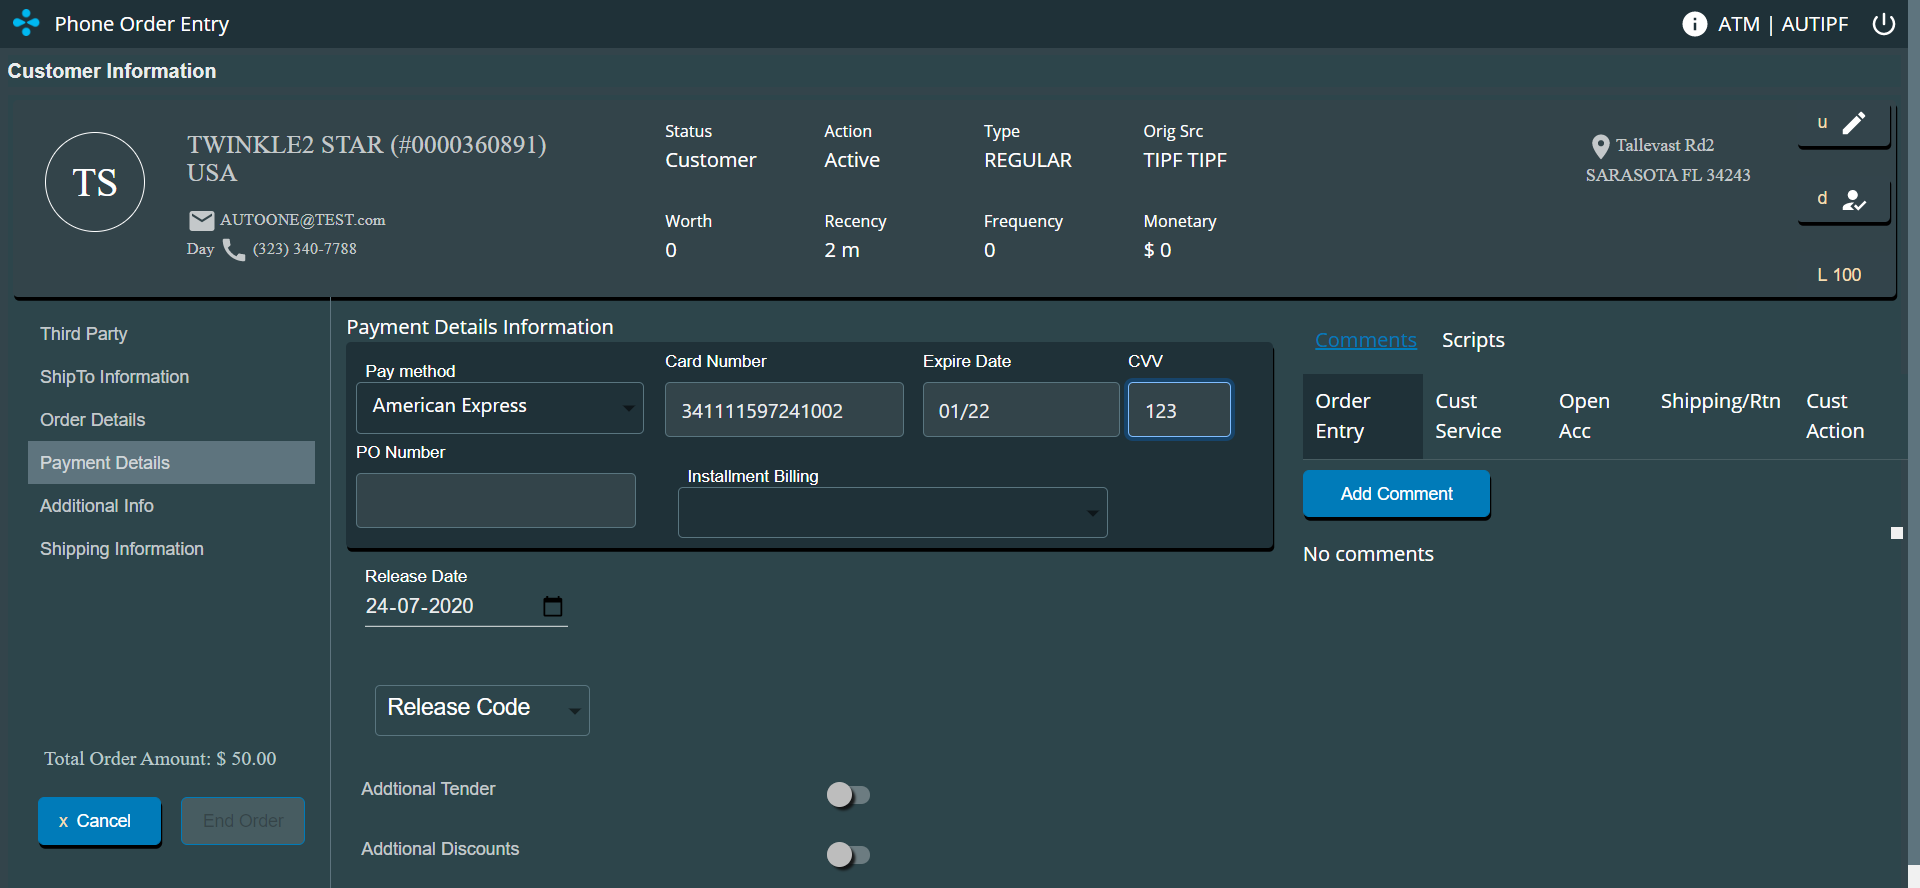 Phone Order Entry
ATM | AUTIPF
Customer Information
TS
TWINKLE2 STAR (#0000360891)
USA
AUTOONE@TEST.com
Day (323) 340-7788
Status
Customer
Action
Active
Type
REGULAR
Orig Src
TIPF TIPF
Worth
0
Recency
2 m
Frequency
0
Monetary
$ 0
Tallevast Rd2
SARASOTA FL 34243
u
d
L 100
Third Party
ShipTo Information
Order Details
Payment Details
Additional Info
Shipping Information
Total Order Amount: $ 50.00
x Cancel
End Order
Payment Details Information
Pay method
American Express
Card Number
341111597241002
Expire Date
01/22
CVV
123
PO Number
Installment Billing
Release Date
24-07-2020
Release Code
Addtional Tender
Addtional Discounts
Comments
Scripts
Order
Entry
Cust
Service
Open
Acc
Shipping/Rtn
Cust
Action
Add Comment
No comments